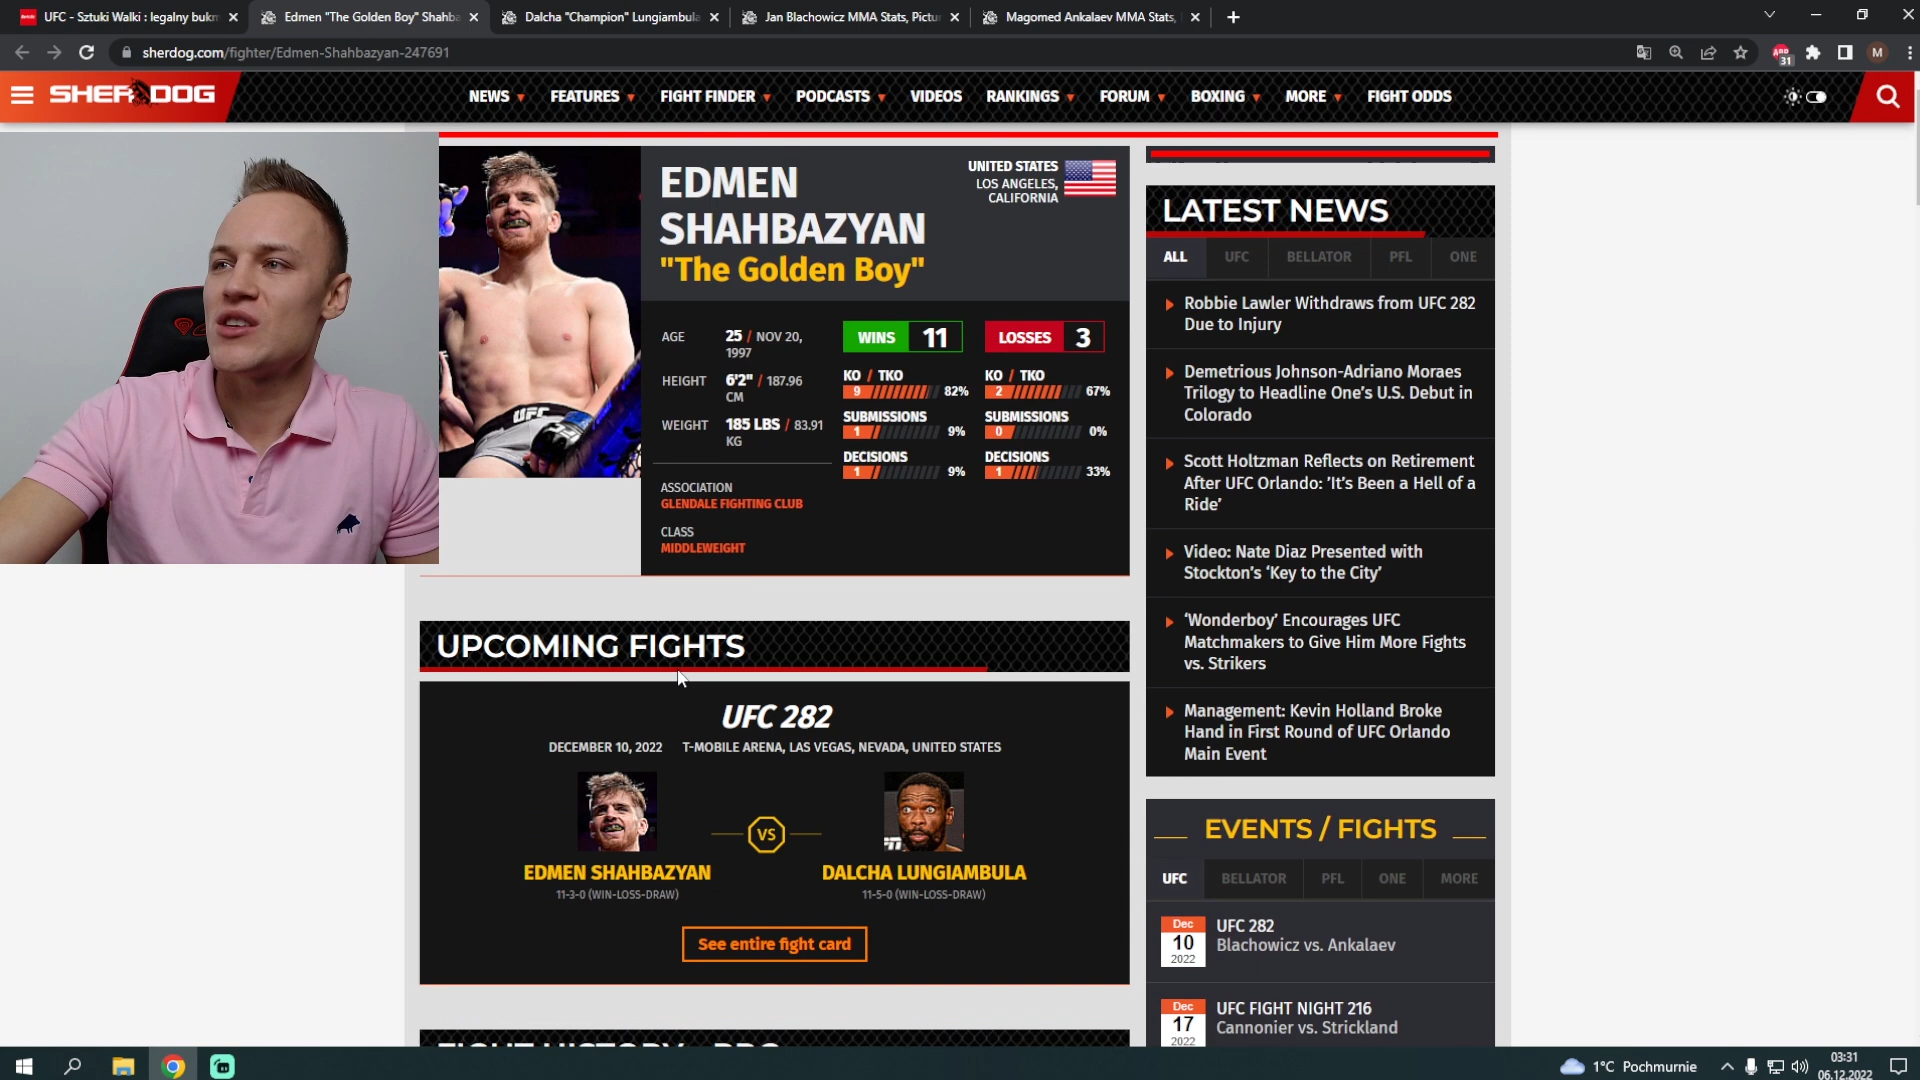 UFC - Sztuki Walki : legalny bukm
Edmen "The Golden Boy" Shahba
Dalcha "Champion" Lungiambula
Jan Blachowicz MMA Stats, Pictur
Magomed Ankalaev MMA Stats,
sherdog.com/fighter/Edmen-Shahbazyan-247691
ABP
31
M
SHERDOG
NEWS
FEATURES
FIGHT FINDER
PODCASTS
VIDEOS
RANKINGS
FORUM
BOXING
MORE
FIGHT ODDS
EDMEN
SHAHBAZYAN
"The Golden Boy"
UNITED STATES
LOS ANGELES,
CALIFORNIA
AGE
25 / NOV 20,
1997
HEIGHT
6'2" / 187.96
CM
WEIGHT
185 LBS / 83.91
KG
ASSOCIATION
GLENDALE FIGHTING CLUB
CLASS
MIDDLEWEIGHT
WINS 11
KO / TKO
9 82%
SUBMISSIONS
1 9%
DECISIONS
1 9%
LOSSES 3
KO / TKO
2 67%
SUBMISSIONS
0 0%
DECISIONS
1 33%
UFC
UPCOMING FIGHTS
UFC 282
DECEMBER 10, 2022 T-MOBILE ARENA, LAS VEGAS, NEVADA, UNITED STATES
VS
EDMEN SHAHBAZYAN
11-3-0 (WIN-LOSS-DRAW)
DALCHA LUNGIAMBULA
11-5-0 (WIN-LOSS-DRAW)
See entire fight card
LATEST NEWS
ALL UFC BELLATOR PFL ONE
Robbie Lawler Withdraws from UFC 282
Due to Injury
Demetrious Johnson-Adriano Moraes
Trilogy to Headline One's U.S. Debut in
Colorado
Scott Holtzman Reflects on Retirement
After UFC Orlando: 'It's Been a Hell of a
Ride'
Video: Nate Diaz Presented with
Stockton's 'Key to the City'
'Wonderboy' Encourages UFC
Matchmakers to Give Him More Fights
vs. Strikers
Management: Kevin Holland Broke
Hand in First Round of UFC Orlando
Main Event
EVENTS / FIGHTS
UFC BELLATOR PFL ONE MORE
Dec
10
2022
UFC 282
Blachowicz vs. Ankalaev
Dec
17
2022
UFC FIGHT NIGHT 216
Cannonier vs. Strickland
1°C Pochmurnie
03:31
06.12.2022